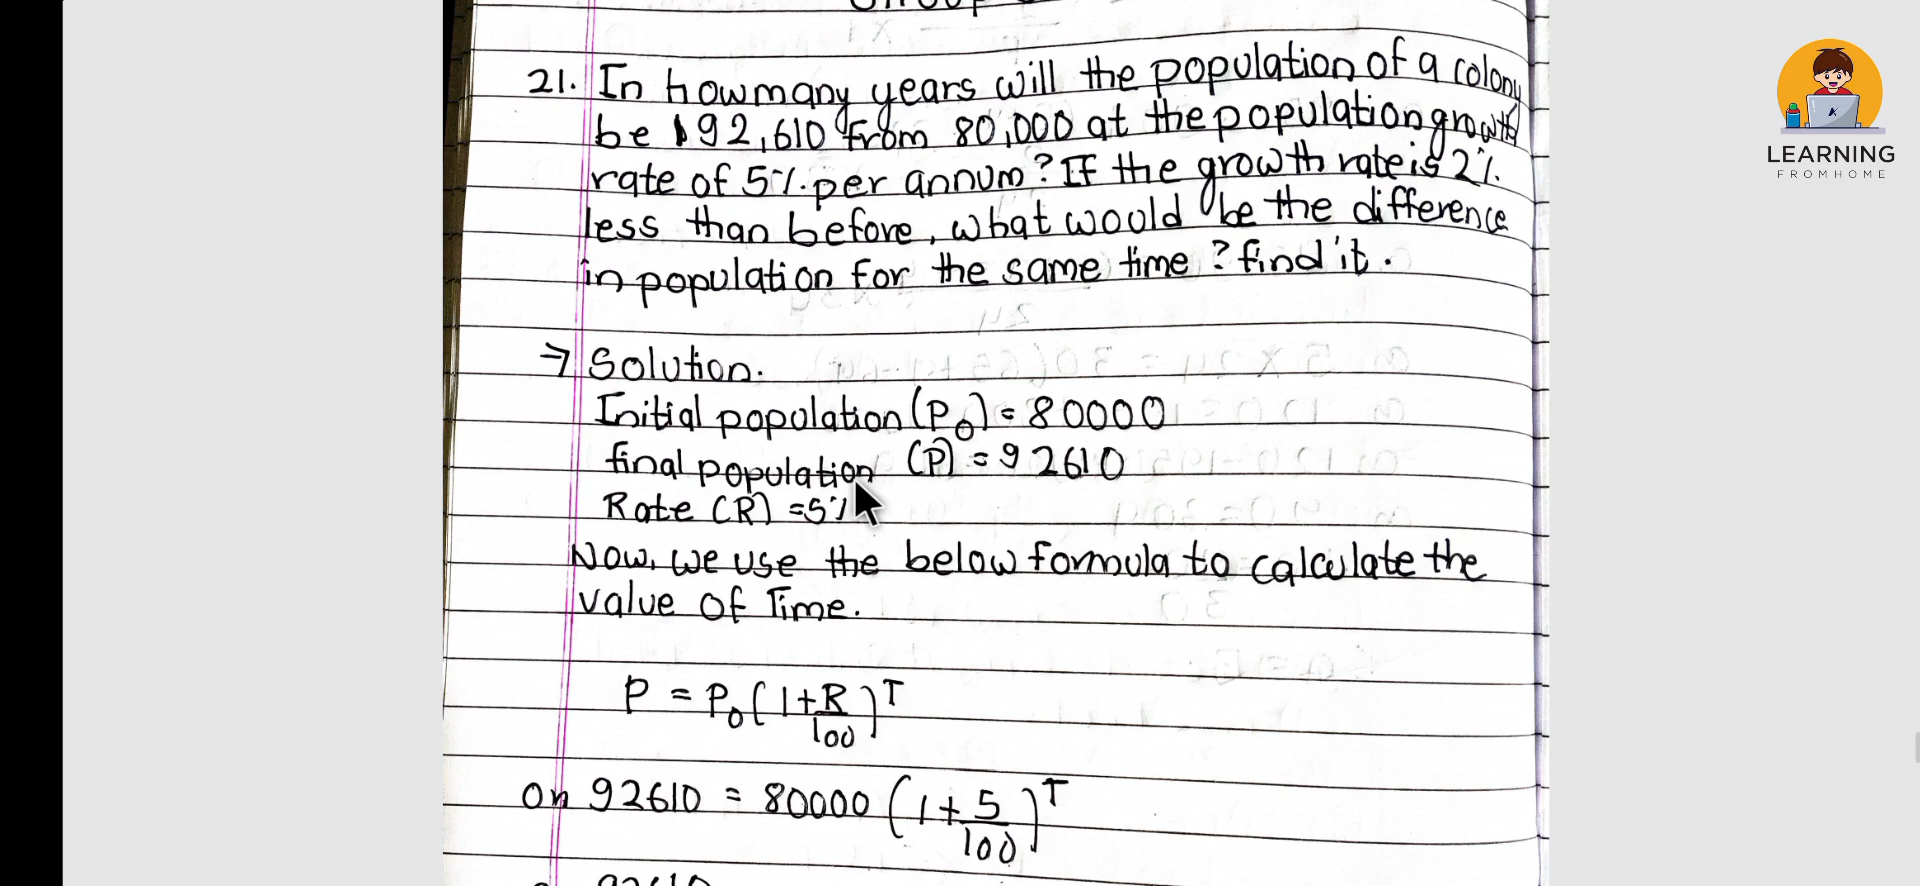 21. In how many years will the population of a colony
be 92,610 from 80,000 at the population growth
rate of 5% per annum? If the growth rate is 2%
less than before, what would be the difference
in population for the same time? find it.
→ Solution.
Initial population (P₀) = 80000
final population (P) = 92610
Rate (R) = 5%
Now, we use the below formula to calculate the
value of Time.
P = P₀(1+R/100)ᵀ
or 92610 = 80000 (1+5/100)ᵀ
LEARNING
FROMHOME